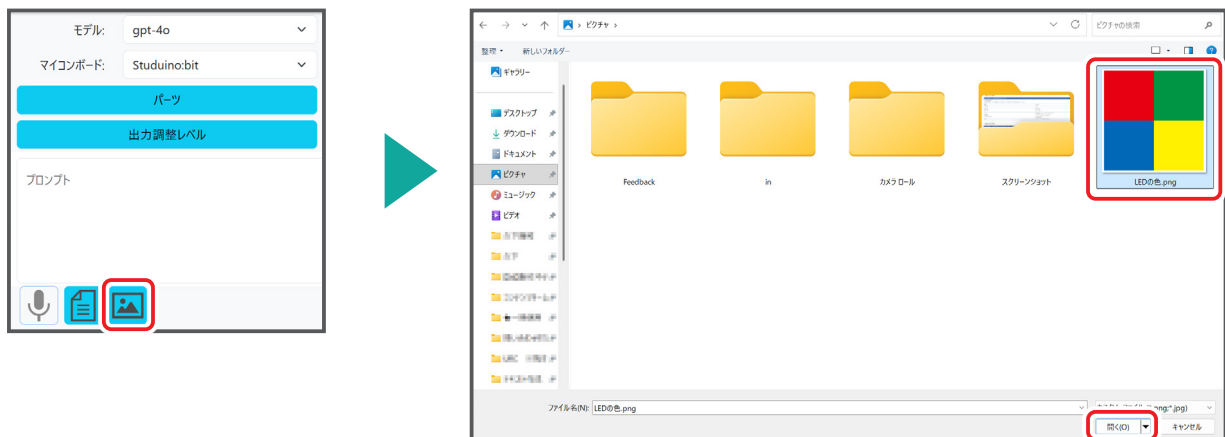 モデル: gpt-4o
マイコンボード: Studuino:bit
パーツ
出力調整レベル
プロンプト
ピクチャ
ピクチャの検索
整理
新しいフォルダー
ギャラリー
デスクトップ
ダウンロード
ドキュメント
ピクチャ
ミュージック
ビデオ
Feedback
in
カメラ ロール
スクリーンショット
LEDの色.png
ファイル名(N): LEDの色.png
開く(O)
キャンセル